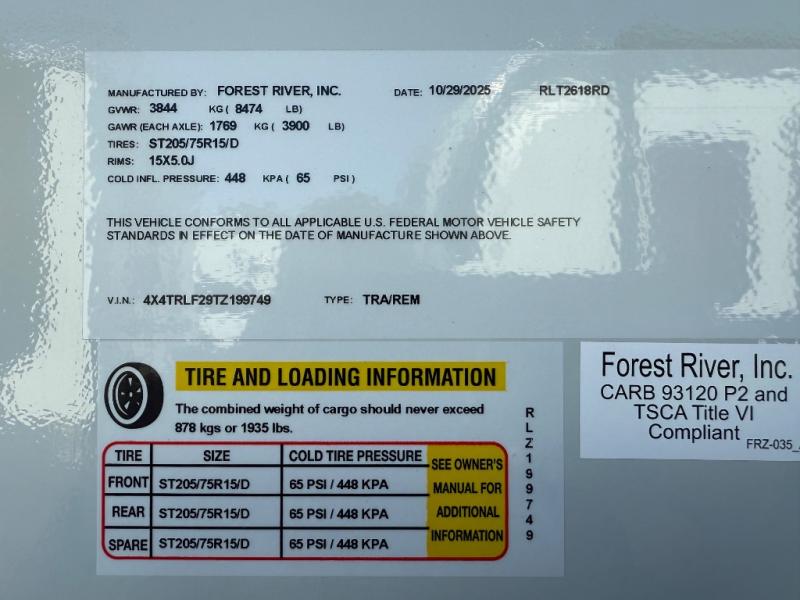 MANUFACTURED BY: FOREST RIVER, INC. DATE: 10/29/2025 RLT2618RD
GVWR: 3844 KG ( 8474 LB)
GAWR (EACH AXLE): 1769 KG ( 3900 LB)
TIRES: ST205/75R15/D
RIMS: 15X5.0J
COLD INFL. PRESSURE: 448 KPA ( 65 PSI )
THIS VEHICLE CONFORMS TO ALL APPLICABLE U.S. FEDERAL MOTOR VEHICLE SAFETY
STANDARDS IN EFFECT ON THE DATE OF MANUFACTURE SHOWN ABOVE.
V.I.N.: 4X4TRLF29TZ199749 TYPE: TRA/REM
TIRE AND LOADING INFORMATION
The combined weight of cargo should never exceed
878 kgs or 1935 lbs.
TIRE SIZE COLD TIRE PRESSURE
FRONT ST205/75R15/D 65 PSI / 448 KPA
REAR ST205/75R15/D 65 PSI / 448 KPA
SPARE ST205/75R15/D 65 PSI / 448 KPA
SEE OWNER'S
MANUAL FOR
ADDITIONAL
INFORMATION
RLZ199749
Forest River, Inc.
CARB 93120 P2 and
TSCA Title VI
Compliant
FRZ-035_